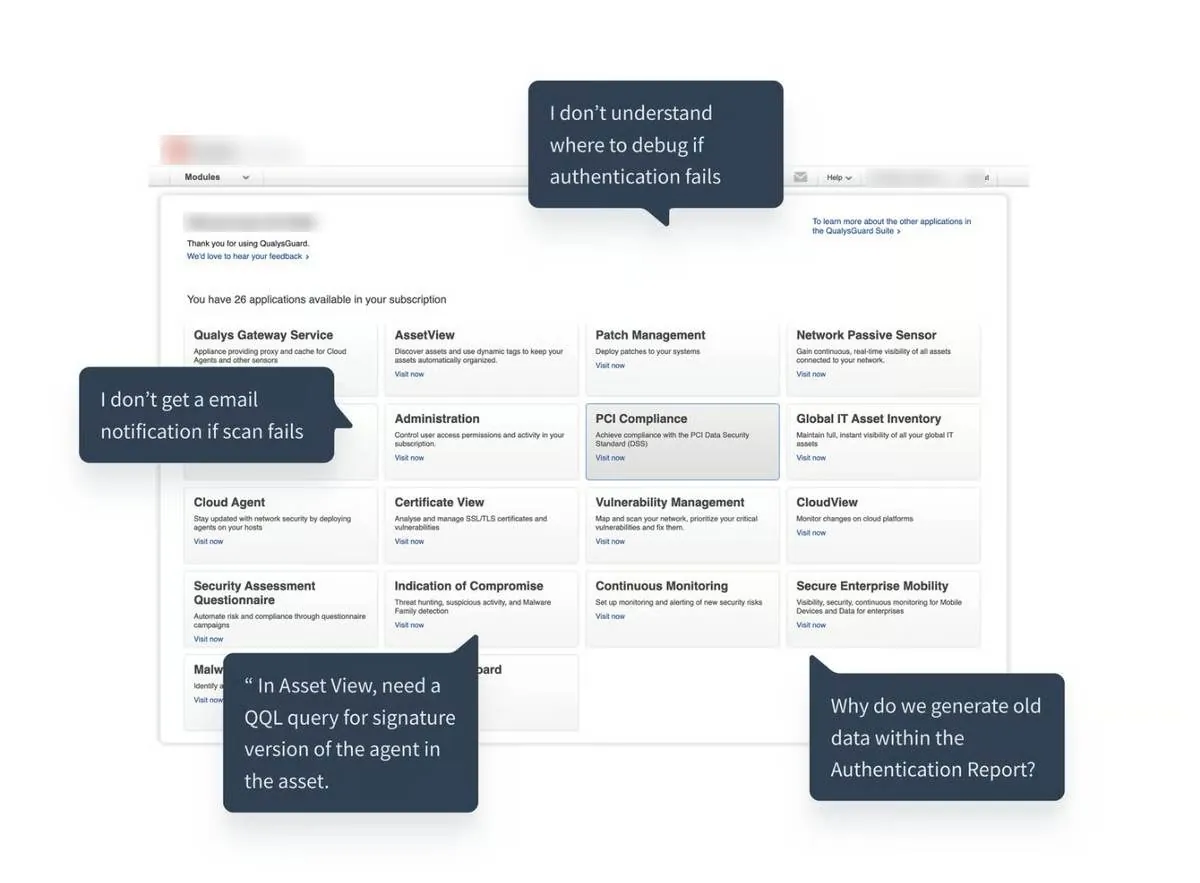 I don’t understand
where to debug if
authentication fails
Modules
Help
To learn more about the other applications in
the QualysGuard Suite ›
Thank you for using QualysGuard.
We'd love to hear your feedback ›
You have 26 applications available in your subscription
Qualys Gateway Service
Appliance providing proxy and cache for Cloud
Agents and other sensors
AssetView
Discover assets and use dynamic tags to keep your
assets automatically organized.
Visit now
Patch Management
Deploy patches to your systems
Visit now
Network Passive Sensor
Gain continuous, real-time visibility of all assets
connected to your network.
Visit now
I don’t get a email
notification if scan fails
Administration
Control user access permissions and activity in your
subscription.
Visit now
PCI Compliance
Achieve compliance with the PCI Data Security
Standard (DSS)
Visit now
Global IT Asset Inventory
Maintain full, instant visibility of all your global IT
assets
Visit now
Cloud Agent
Stay updated with network security by deploying
agents on your hosts
Visit now
Certificate View
Analyse and manage SSL/TLS certificates and
vulnerabilities
Visit now
Vulnerability Management
Map and scan your network, prioritize your critical
vulnerabilities and fix them.
Visit now
CloudView
Monitor changes on cloud platforms
Visit now
Security Assessment
Questionnaire
Automate risk and compliance through questionnaire
campaigns
Visit now
Indication of Compromise
Threat hunting, suspicious activity, and Malware
Family detection
Visit now
Continuous Monitoring
Set up monitoring and alerting of new security risks
Visit now
Secure Enterprise Mobility
Visibility, security, continuous monitoring for Mobile
Devices and Data for enterprises
Visit now
Identify
Visit now
“ In Asset View, need a
QQL query for signature
version of the agent in
the asset.
Why do we generate old
data within the
Authentication Report?